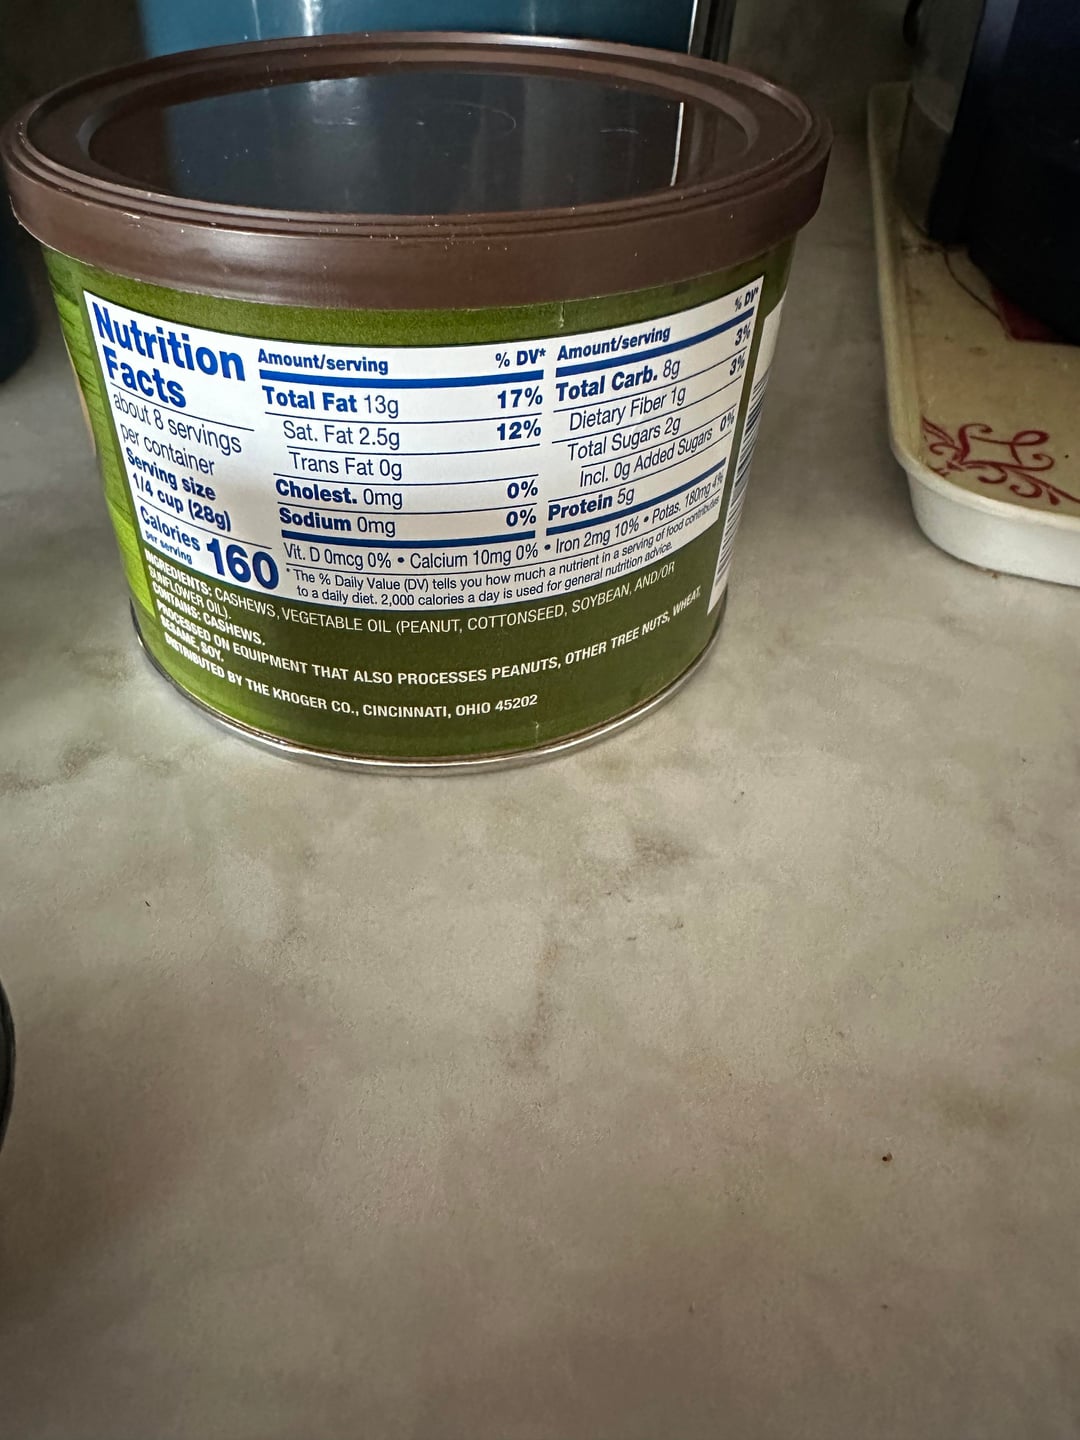 Nutrition
Facts
about 8 servings
per container
Serving size
1/4 cup (28g)
Calories 160
per serving
Amount/serving % DV*
Total Fat 13g 17%
Sat. Fat 2.5g 12%
Trans Fat 0g
Cholest. 0mg 0%
Sodium 0mg 0%
Amount/serving % DV*
Total Carb. 8g 3%
Dietary Fiber 1g 3%
Total Sugars 2g
Incl. 0g Added Sugars 0%
Protein 5g
Vit. D 0mcg 0% • Calcium 10mg 0% • Iron 2mg 10% • Potas. 180mg 4%
*The % Daily Value (DV) tells you how much a nutrient in a serving of food contributes
to a daily diet. 2,000 calories a day is used for general nutrition advice.
INGREDIENTS: CASHEWS, VEGETABLE OIL (PEANUT, COTTONSEED, SOYBEAN, AND/OR
SUNFLOWER OIL).
CONTAINS: CASHEWS.
PROCESSED ON EQUIPMENT THAT ALSO PROCESSES PEANUTS, OTHER TREE NUTS, WHEAT,
SESAME, SOY.
DISTRIBUTED BY THE KROGER CO., CINCINNATI, OHIO 45202